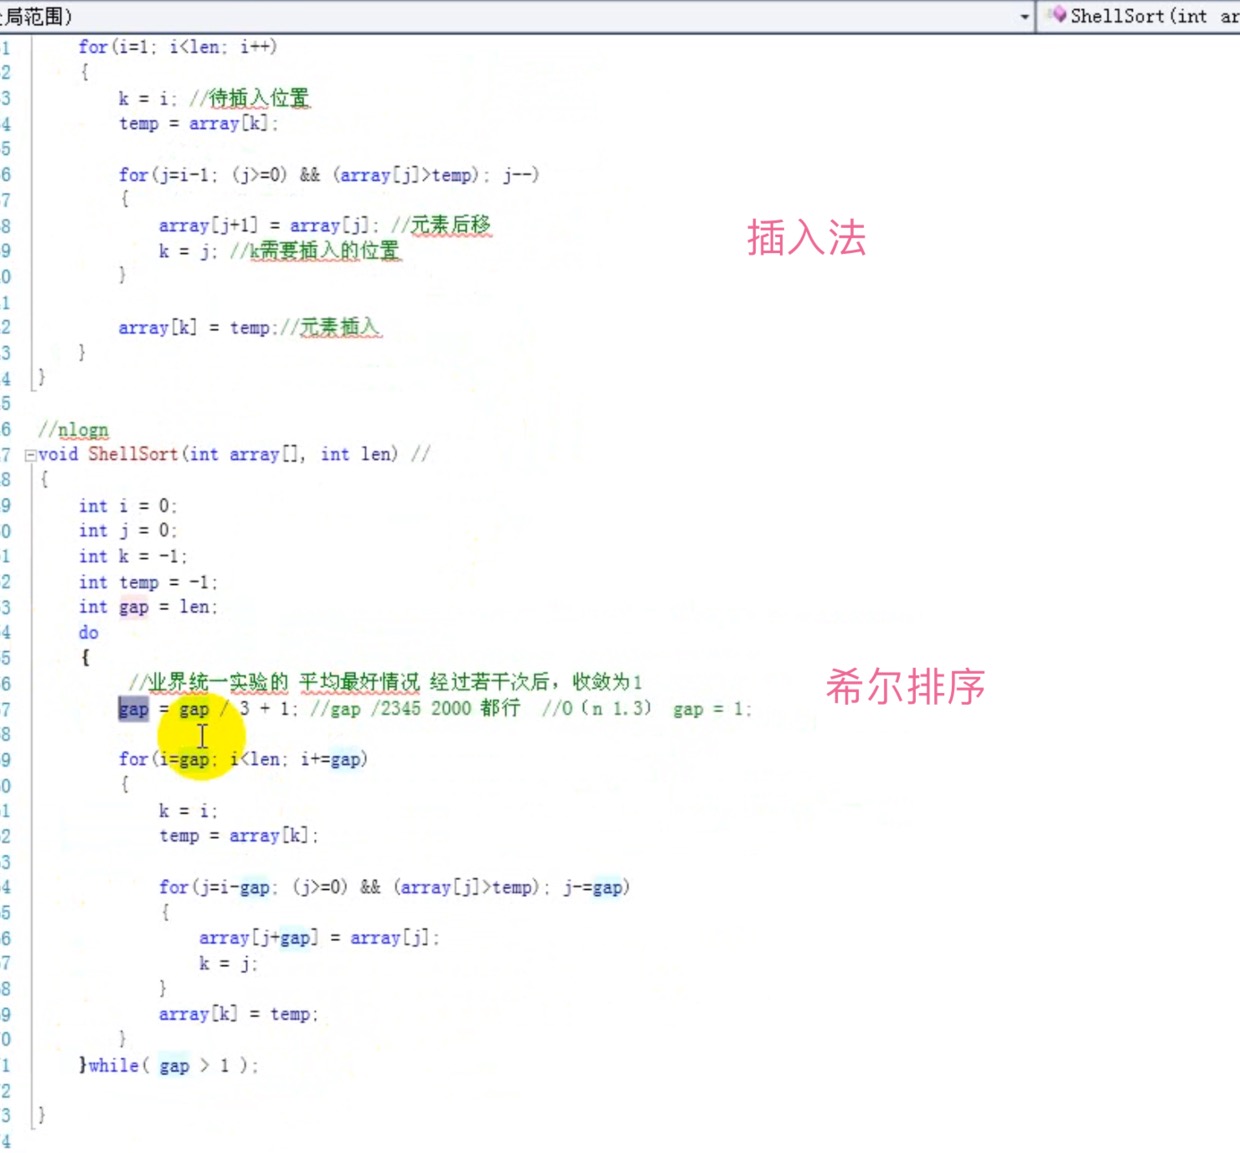 局范围) ShellSort(int ar
1 for(i=1; i<len; i++)
2 {
3 k = i; //待插入位置
4 temp = array[k];
5
6 for(j=i-1; (j>=0) && (array[j]>temp); j--)
7 {
8 array[j+1] = array[j]; //元素后移
插入法
9 k = j; //k需要插入的位置
0 }
1
2 array[k] = temp;//元素插入
3 }
4 }
5
6 //nlogn
7 void ShellSort(int array[], int len) //
8 {
9 int i = 0;
0 int j = 0;
1 int k = -1;
2 int temp = -1;
3 int gap = len;
4 do
5 {
6 //业界统一实验的 平均最好情况 经过若干次后，收敛为1
希尔排序
7 gap = gap / 3 + 1; //gap /2345 2000 都行 //O（n 1.3） gap = 1;
8
9 for(i=gap; i<len; i+=gap)
0 {
1 k = i;
2 temp = array[k];
3
4 for(j=i-gap; (j>=0) && (array[j]>temp); j-=gap)
5 {
6 array[j+gap] = array[j];
7 k = j;
8 }
9 array[k] = temp;
0 }
1 }while( gap > 1 );
2
3 }
4